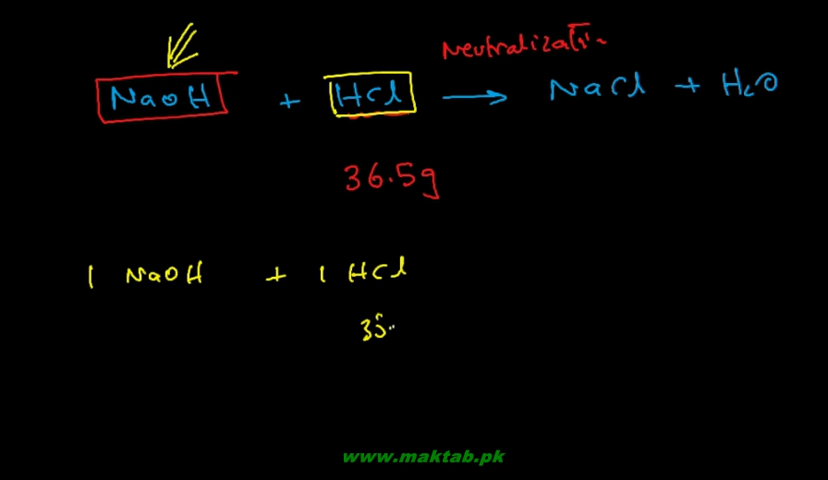 Neutralizati
NaOH + HCl → NaCl + H2O
36.5g
1 NaOH + 1 HCl
35.
www.maktab.pk